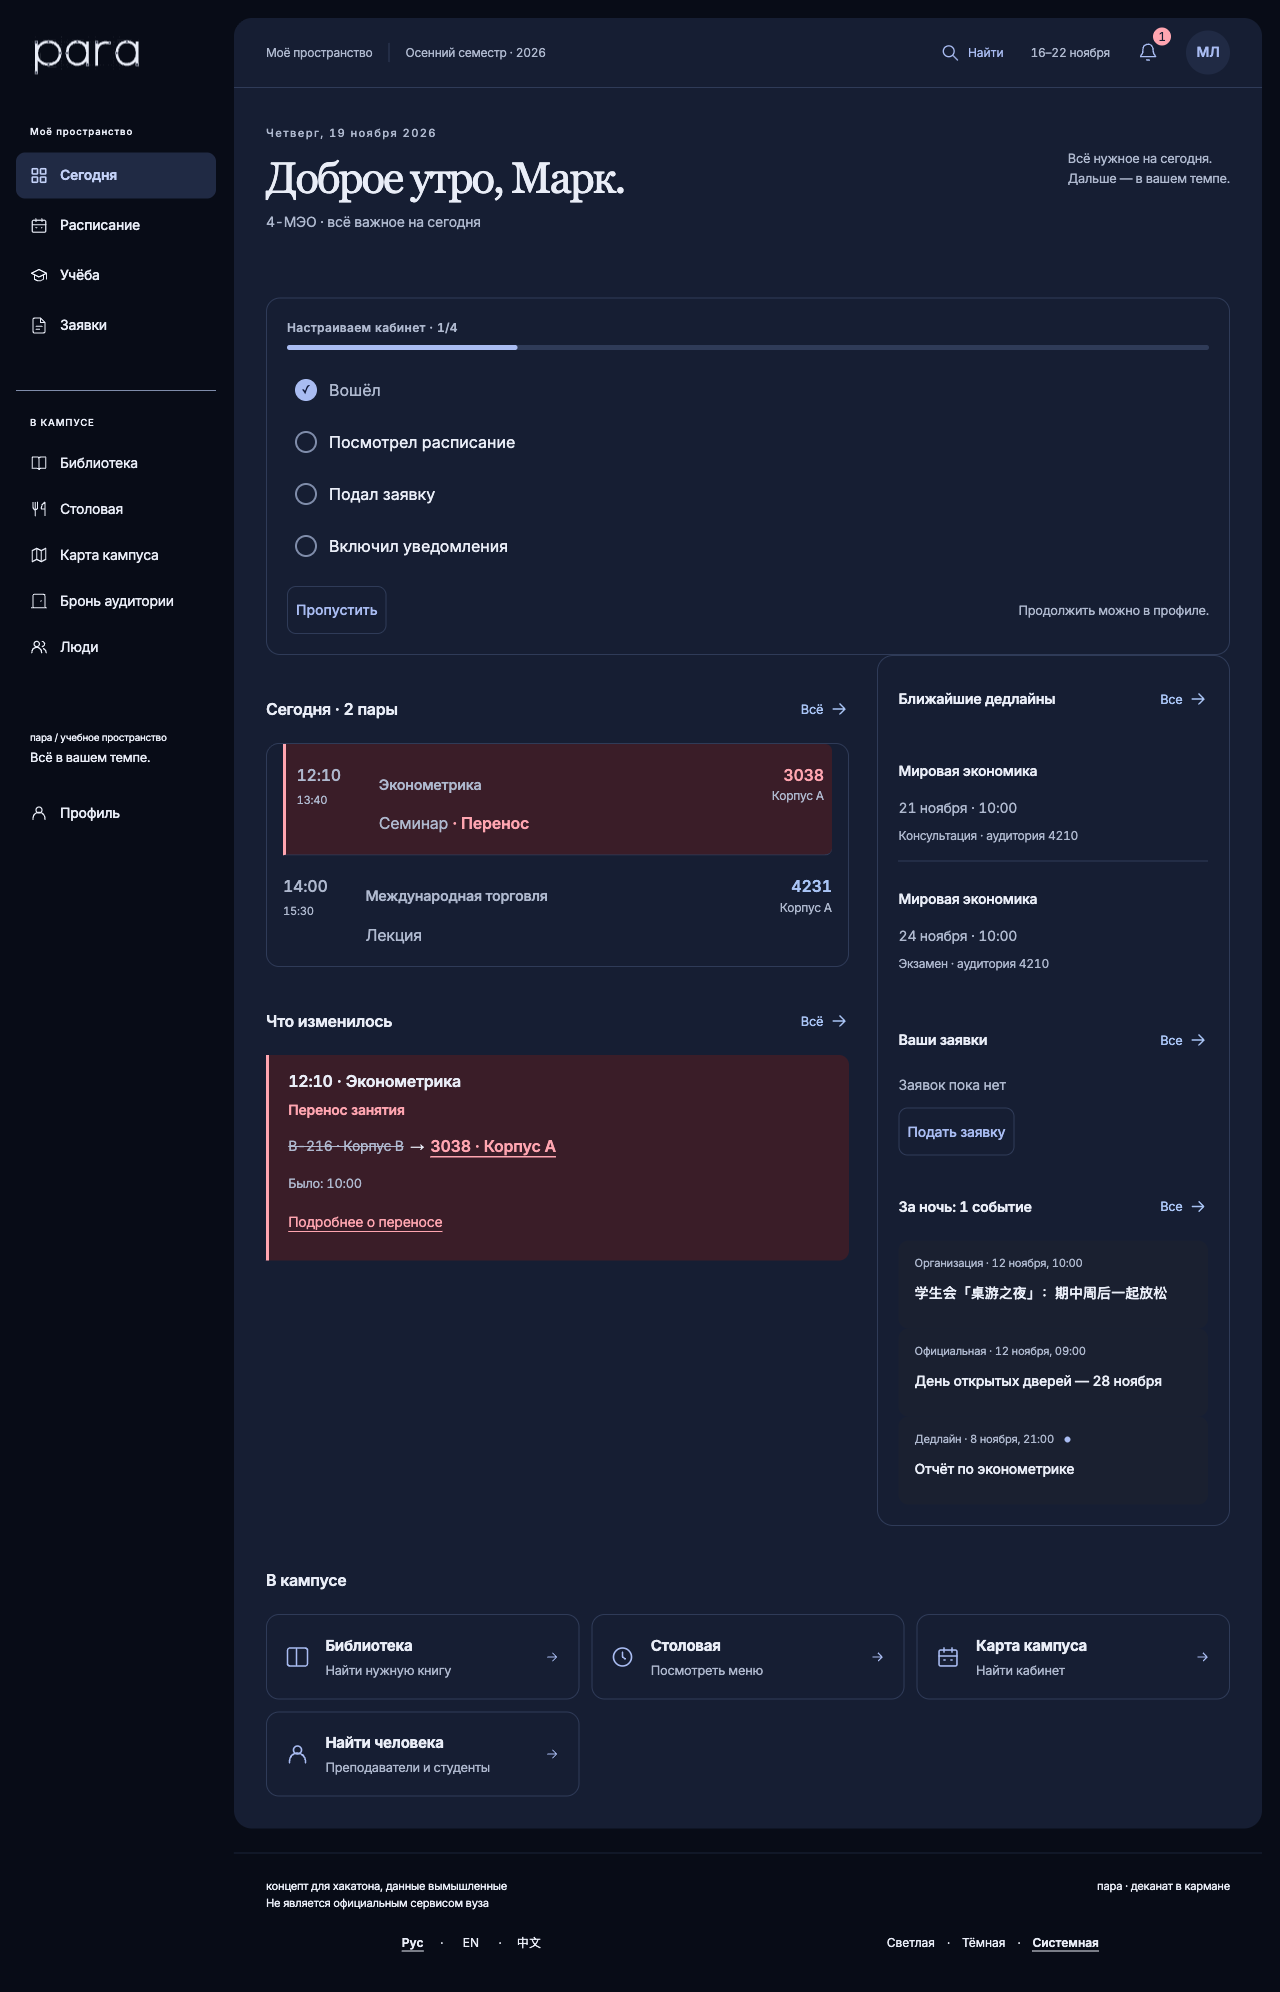 para
Моё пространство
Сегодня
Расписание
Учёба
Заявки
В КАМПУСЕ
Библиотека
Столовая
Карта кампуса
Бронь аудитории
Люди
пара / учебное пространство
Всё в вашем темпе.
Профиль
Моё пространство
Осенний семестр · 2026
Найти
16–22 ноября
1
МЛ
Четверг, 19 ноября 2026
Доброе утро, Марк.
4-МЭО · всё важное на сегодня
Всё нужное на сегодня.
Дальше — в вашем темпе.
Настраиваем кабинет · 1/4
Вошёл
Посмотрел расписание
Подал заявку
Включил уведомления
Пропустить
Продолжить можно в профиле.
Сегодня · 2 пары
Всё →
12:10
13:40
Эконометрика
Семинар · Перенос
3038
Корпус А
14:00
15:30
Международная торговля
Лекция
4231
Корпус А
Что изменилось
Всё →
12:10 · Эконометрика
Перенос занятия
В-216 · Корпус В → 3038 · Корпус А
Было: 10:00
Подробнее о переносе
Ближайшие дедлайны
Все →
Мировая экономика
21 ноября · 10:00
Консультация · аудитория 4210
Мировая экономика
24 ноября · 10:00
Экзамен · аудитория 4210
Ваши заявки
Все →
Заявок пока нет
Подать заявку
За ночь: 1 событие
Все →
Организация · 12 ноября, 10:00
学生会「桌游之夜」：期中周后一起放松
Официальная · 12 ноября, 09:00
День открытых дверей — 28 ноября
Дедлайн · 8 ноября, 21:00
Отчёт по эконометрике
В кампусе
Библиотека
Найти нужную книгу
→
Столовая
Посмотреть меню
→
Карта кампуса
Найти кабинет
→
Найти человека
Преподаватели и студенты
→
концепт для хакатона, данные вымышленные
Не является официальным сервисом вуза
пара · деканат в кармане
Рус · EN · 中文
Светлая · Тёмная · Системная